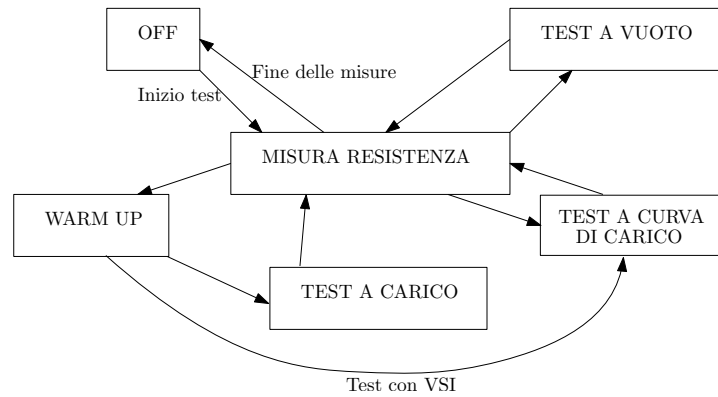 OFF
TEST A VUOTO
Fine delle misure
Inizio test
MISURA RESISTENZA
WARM UP
TEST A CURVA
DI CARICO
TEST A CARICO
Test con VSI